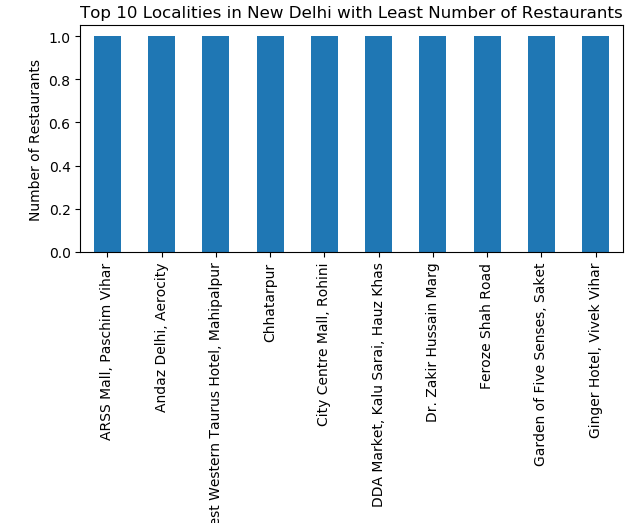 Top 10 Localities in New Delhi with Least Number of Restaurants
Number of Restaurants
1.0
0.8
0.6
0.4
0.2
0.0
ARSS Mall, Paschim Vihar
Andaz Delhi, Aerocity
Western Taurus Hotel, Mahipalpur
Chhatarpur
City Centre Mall, Rohini
DDA Market, Kalu Sarai, Hauz Khas
Dr. Zakir Hussain Marg
Feroze Shah Road
Garden of Five Senses, Saket
Ginger Hotel, Vivek Vihar